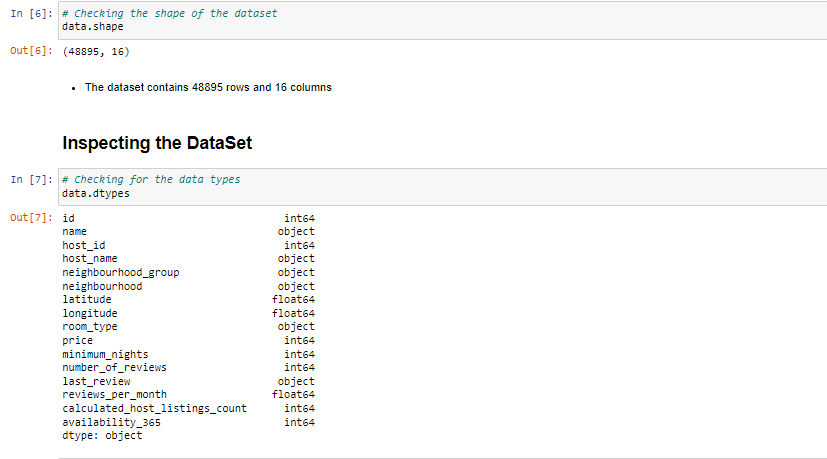 In [6]: # Checking the shape of the dataset
data.shape
Out[6]: (48895, 16)
• The dataset contains 48895 rows and 16 columns
Inspecting the DataSet
In [7]: # Checking for the data types
data.dtypes
Out[7]: id int64
name object
host_id int64
host_name object
neighbourhood_group object
neighbourhood object
latitude float64
longitude float64
room_type object
price int64
minimum_nights int64
number_of_reviews int64
last_review object
reviews_per_month float64
calculated_host_listings_count int64
availability_365 int64
dtype: object